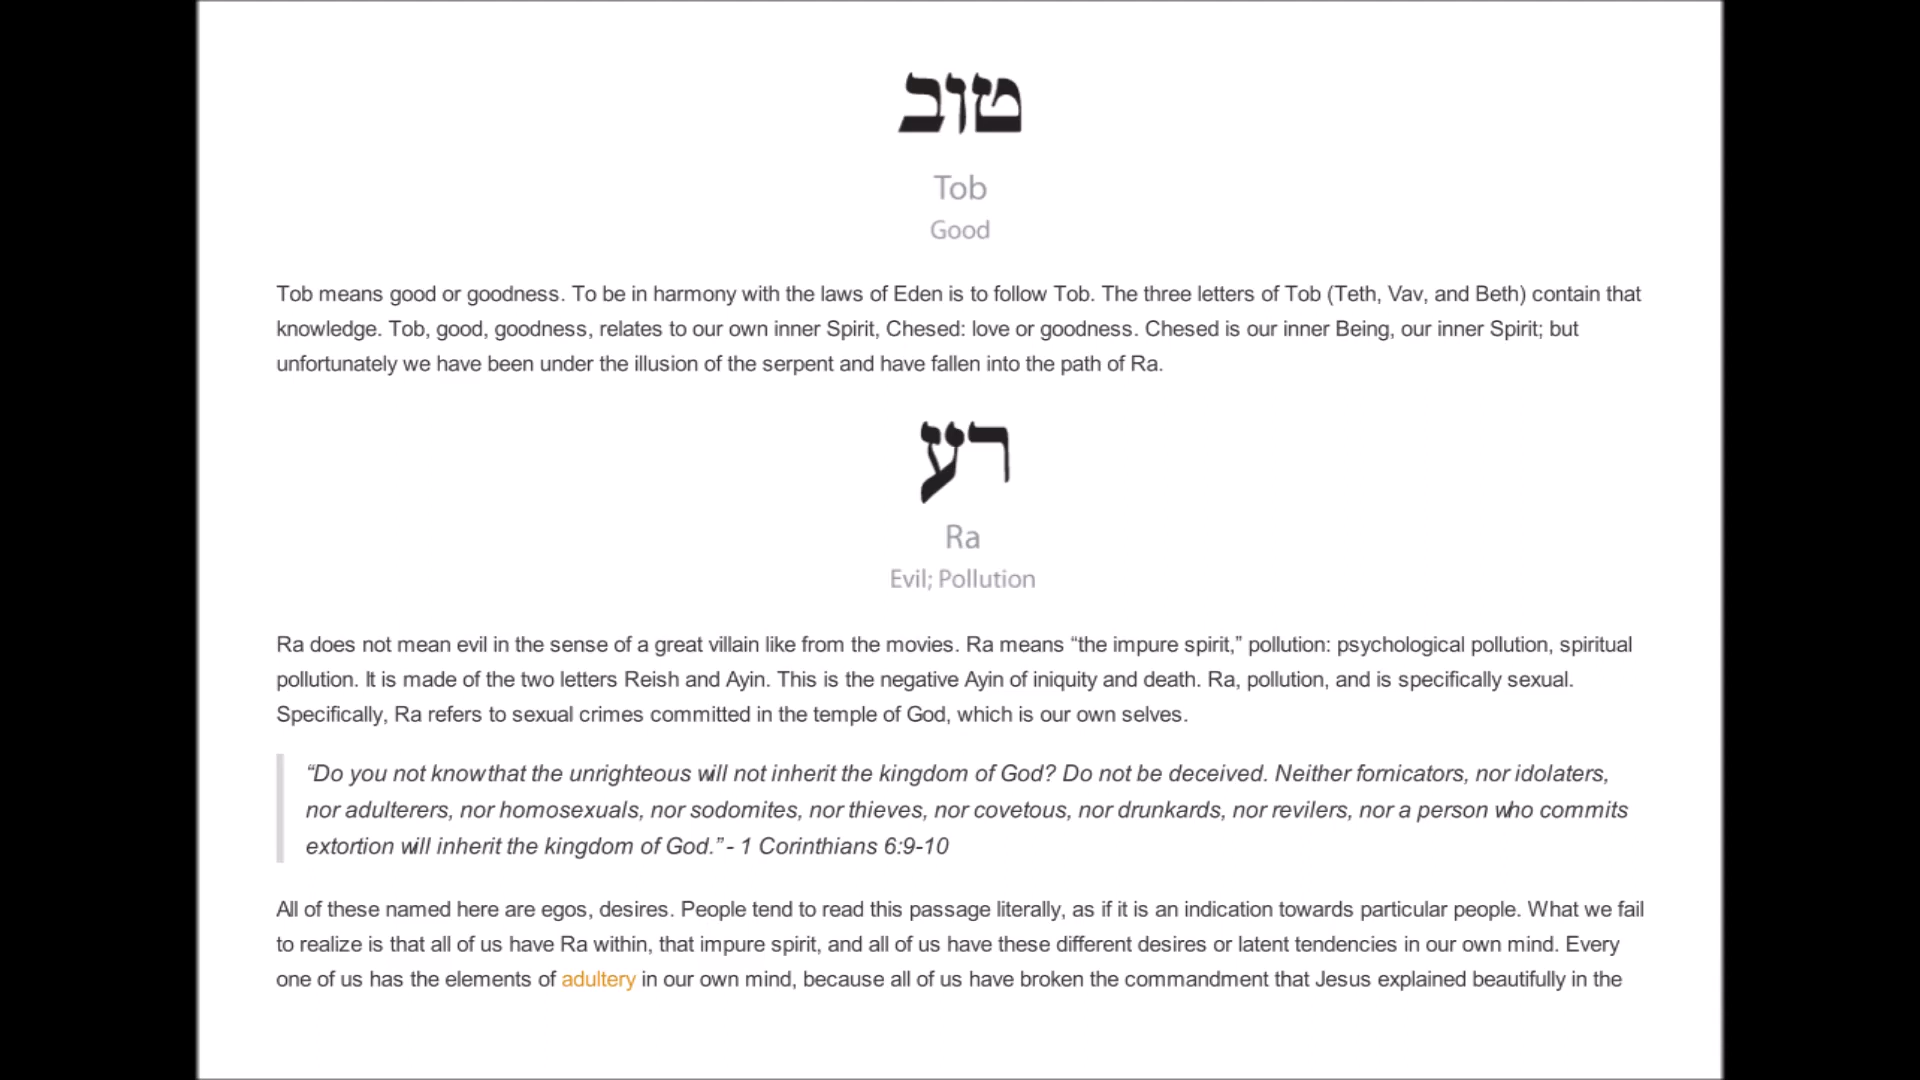 טוב
Tob
Good
Tob means good or goodness. To be in harmony with the laws of Eden is to follow Tob. The three letters of Tob (Teth, Vav, and Beth) contain that
knowledge. Tob, good, goodness, relates to our own inner Spirit, Chesed: love or goodness. Chesed is our inner Being, our inner Spirit; but
unfortunately we have been under the illusion of the serpent and have fallen into the path of Ra.
רע
Ra
Evil; Pollution
Ra does not mean evil in the sense of a great villain like from the movies. Ra means “the impure spirit,” pollution: psychological pollution, spiritual
pollution. It is made of the two letters Reish and Ayin. This is the negative Ayin of iniquity and death. Ra, pollution, and is specifically sexual.
Specifically, Ra refers to sexual crimes committed in the temple of God, which is our own selves.
“Do you not know that the unrighteous will not inherit the kingdom of God? Do not be deceived. Neither fornicators, nor idolaters,
nor adulterers, nor homosexuals, nor sodomites, nor thieves, nor covetous, nor drunkards, nor revilers, nor a person who commits
extortion will inherit the kingdom of God.” - 1 Corinthians 6:9-10
All of these named here are egos, desires. People tend to read this passage literally, as if it is an indication towards particular people. What we fail
to realize is that all of us have Ra within, that impure spirit, and all of us have these different desires or latent tendencies in our own mind. Every
one of us has the elements of adultery in our own mind, because all of us have broken the commandment that Jesus explained beautifully in the